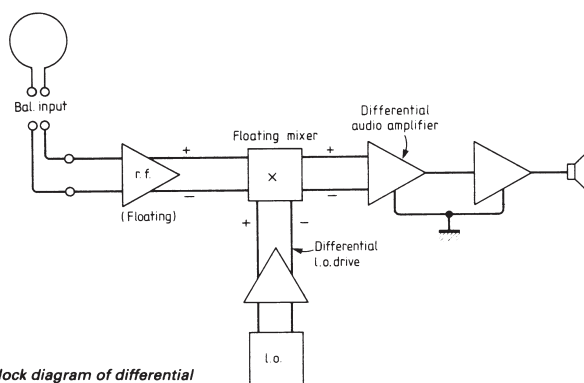 Bal. input
Differential
audio amplifier
Floating mixer
+
+
r.f.
×
−
−
(Floating)
+
−
Differential
l.o. drive
l.o.
lock diagram of differential